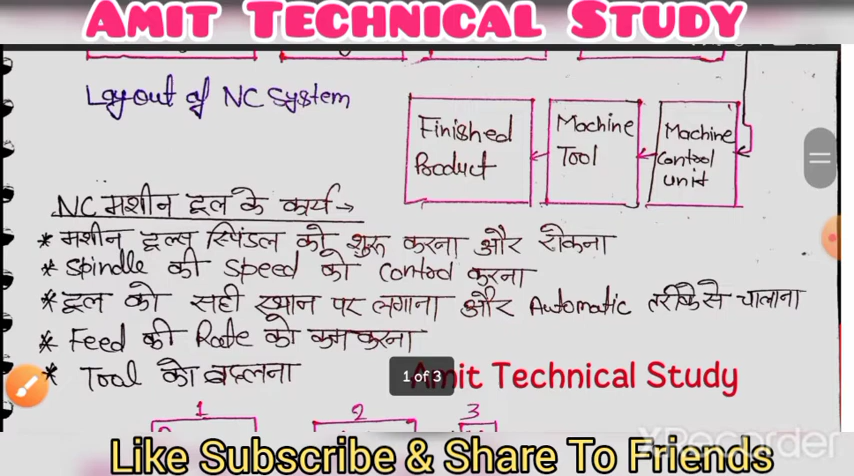 AMIT TECHNICAL STUDY
Layout of NC System
Finished
Product
Machine
Tool
Machine
Control
Unit
NC मशीन टूल के कार्य →
* मशीन टूल्स स्पिंडल को शुरू करना और रोकना
* Spindle की Speed को Control करना
* टूल को सही स्थान पर लगाना और Automatic तरीके से चालाना
* Feed की Rate को कम करना
* Tool को बदलना
1 of 3
Amit Technical Study
1 2 3
Like Subscribe & Share To Friends
XRecorder